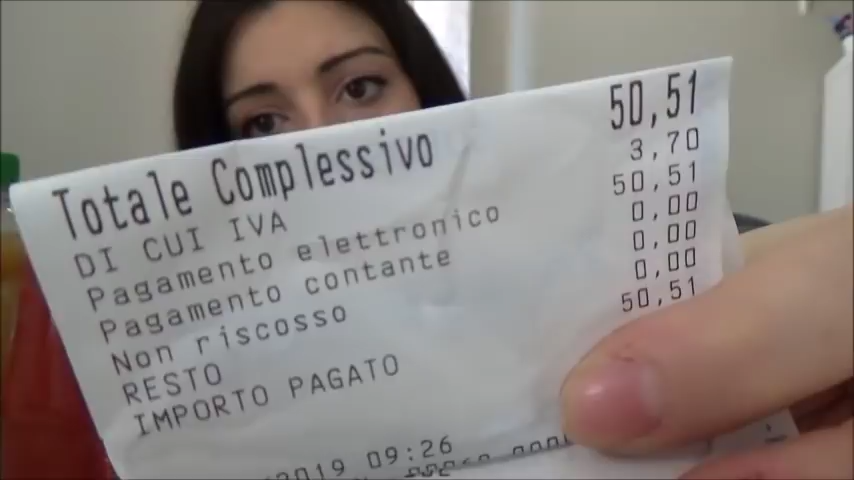 Totale Complessivo 50,51
DI CUI IVA 3,70
Pagamento elettronico 50,51
Pagamento contante 0,00
Non riscosso 0,00
RESTO 0,00
IMPORTO PAGATO 50,51
2019 09:26